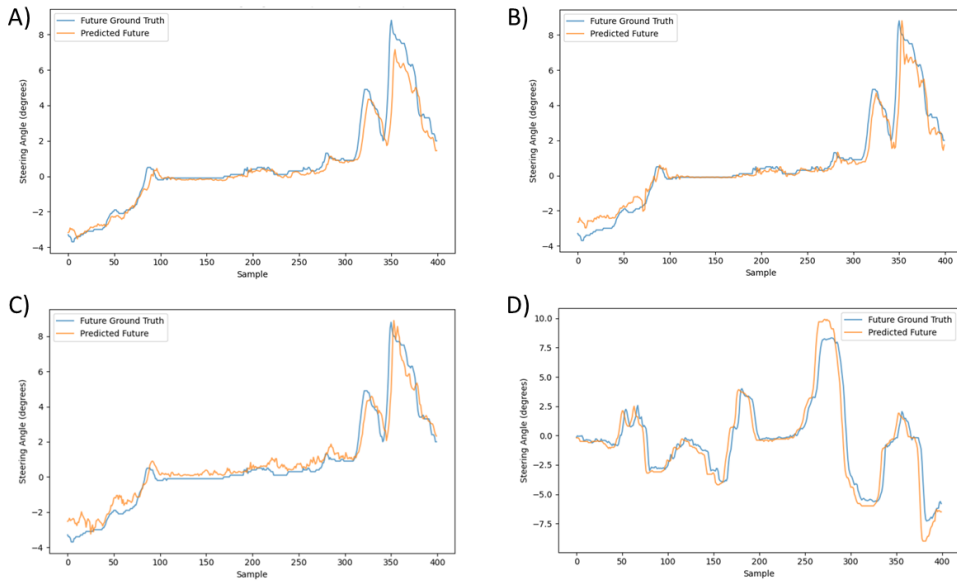 A)
Future Ground Truth
Predicted Future
Steering Angle (degrees)
8
6
4
2
0
−2
−4
0 50 100 150 200 250 300 350 400
Sample
B)
Future Ground Truth
Predicted Future
Steering Angle (degrees)
8
6
4
2
0
−2
−4
0 50 100 150 200 250 300 350 400
Sample
C)
Future Ground Truth
Predicted Future
Steering Angle (degrees)
8
6
4
2
0
−2
−4
0 50 100 150 200 250 300 350 400
Sample
D)
Future Ground Truth
Predicted Future
Steering Angle (degrees)
10.0
7.5
5.0
2.5
0.0
−2.5
−5.0
−7.5
0 50 100 150 200 250 300 350 400
Sample